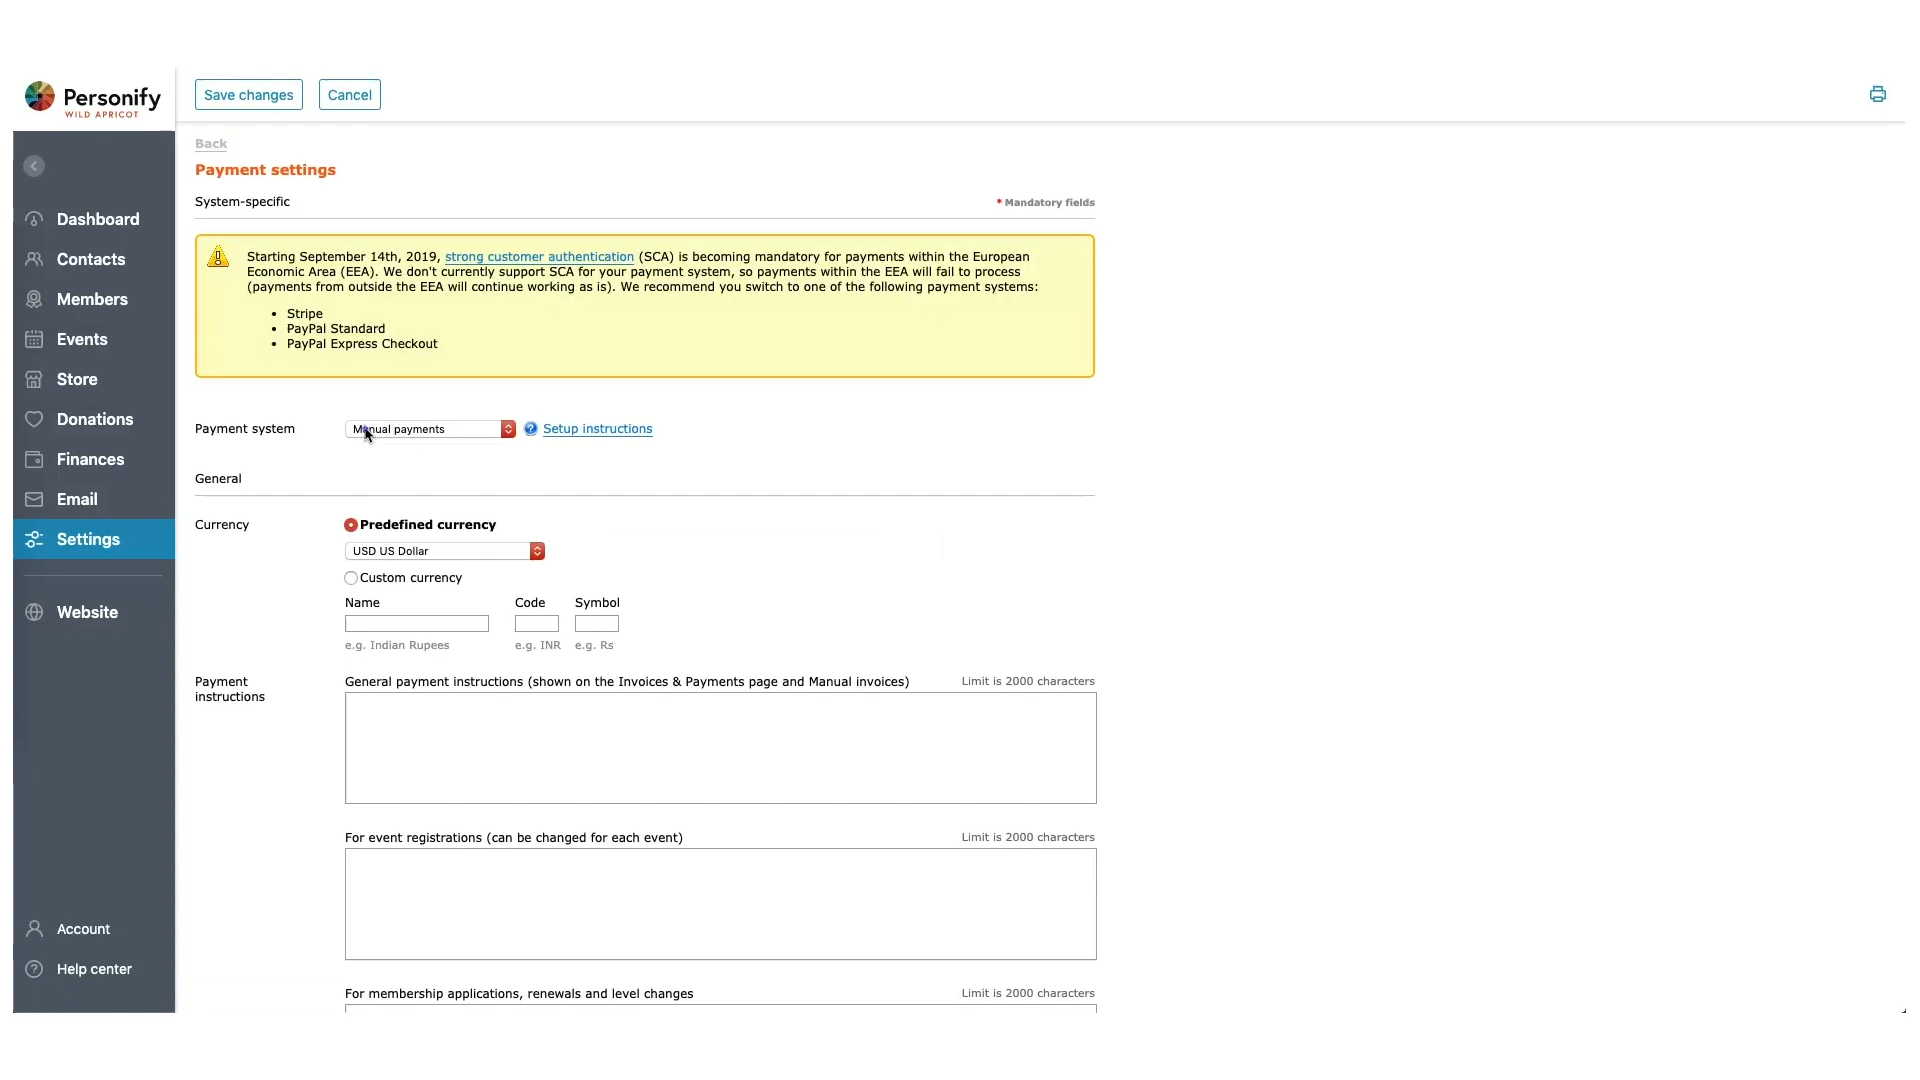 Personify
WILD APRICOT
Save changes
Cancel
Back
Payment settings
System-specific
* Mandatory fields
Starting September 14th, 2019, strong customer authentication (SCA) is becoming mandatory for payments within the European
Economic Area (EEA). We don't currently support SCA for your payment system, so payments within the EEA will fail to process
(payments from outside the EEA will continue working as is). We recommend you switch to one of the following payment systems:
• Stripe
• PayPal Standard
• PayPal Express Checkout
Dashboard
Contacts
Members
Events
Store
Donations
Finances
Email
Settings
Website
Account
Help center
Payment system
Manual payments
Setup instructions
General
Currency
Predefined currency
USD US Dollar
Custom currency
Name Code Symbol
e.g. Indian Rupees e.g. INR e.g. Rs
Payment
instructions
General payment instructions (shown on the Invoices & Payments page and Manual invoices)
Limit is 2000 characters
For event registrations (can be changed for each event)
Limit is 2000 characters
For membership applications, renewals and level changes
Limit is 2000 characters